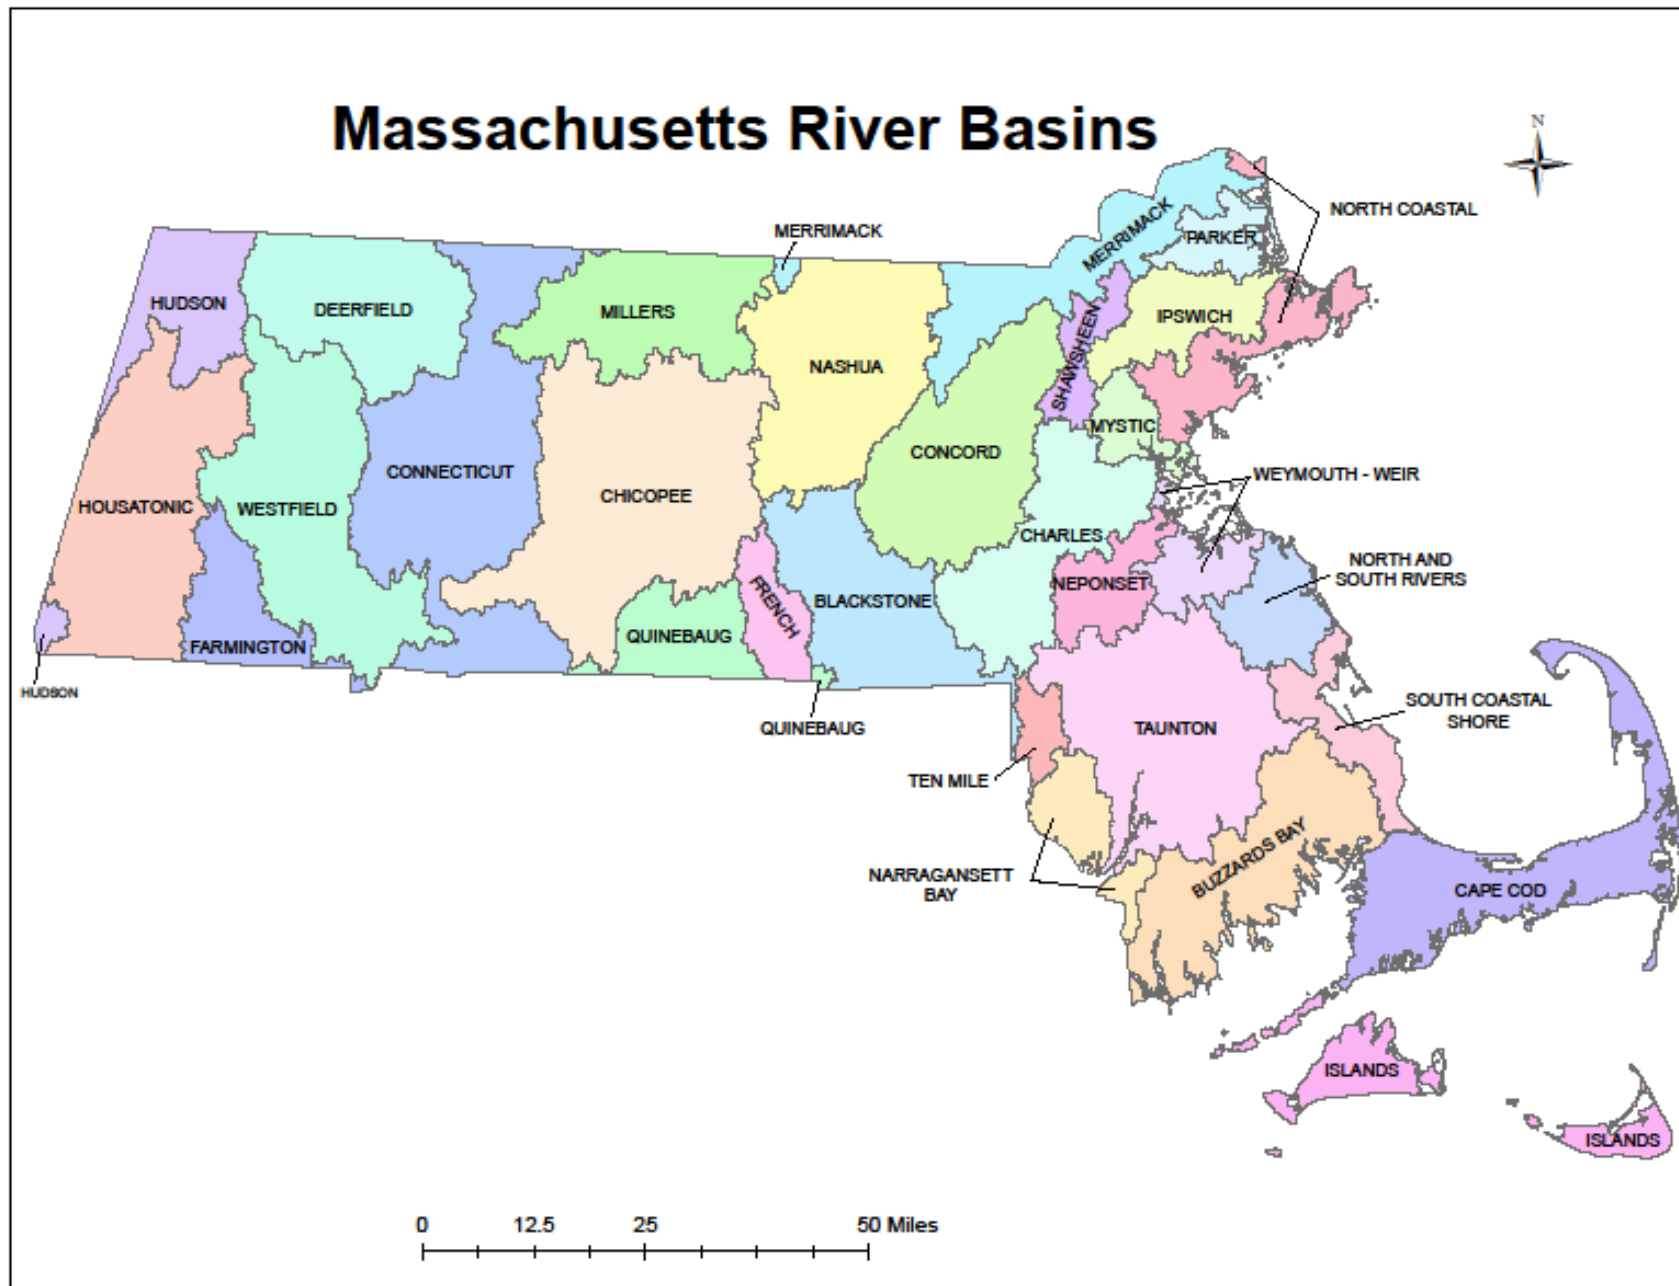 Massachusetts River Basins
N
NORTH COASTAL
MERRIMACK
MERRIMACK
PARKER
HUDSON
DEERFIELD
MILLERS
IPSWICH
SHAWSHEEN
NASHUA
MYSTIC
CONCORD
CONNECTICUT
WEYMOUTH - WEIR
CHICOPEE
HOUSATONIC
WESTFIELD
CHARLES
NORTH AND
SOUTH RIVERS
NEPONSET
BLACKSTONE
FRENCH
QUINEBAUG
FARMINGTON
HUDSON
QUINEBAUG
TAUNTON
SOUTH COASTAL
SHORE
TEN MILE
BUZZARDS BAY
NARRAGANSETT
BAY
CAPE COD
ISLANDS
ISLANDS
0 12.5 25 50 Miles